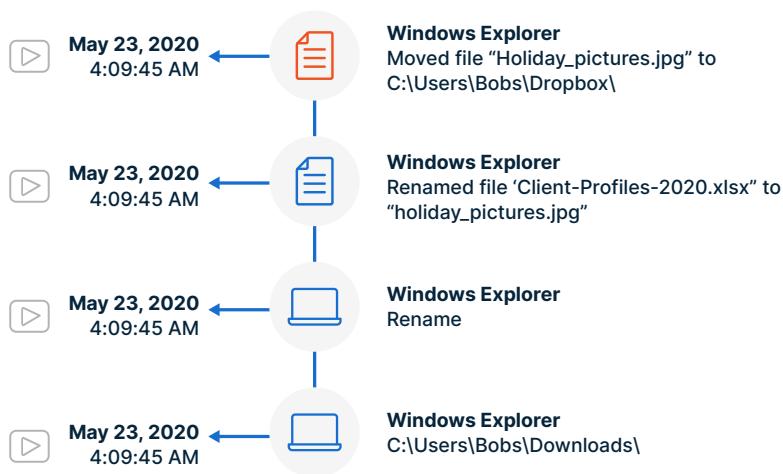 May 23, 2020
4:09:45 AM
Windows Explorer
Moved file “Holiday_pictures.jpg” to
C:\Users\Bobs\Dropbox\
May 23, 2020
4:09:45 AM
Windows Explorer
Renamed file ‘Client-Profiles-2020.xlsx” to
“holiday_pictures.jpg”
May 23, 2020
4:09:45 AM
Windows Explorer
Rename
May 23, 2020
4:09:45 AM
Windows Explorer
C:\Users\Bobs\Downloads\